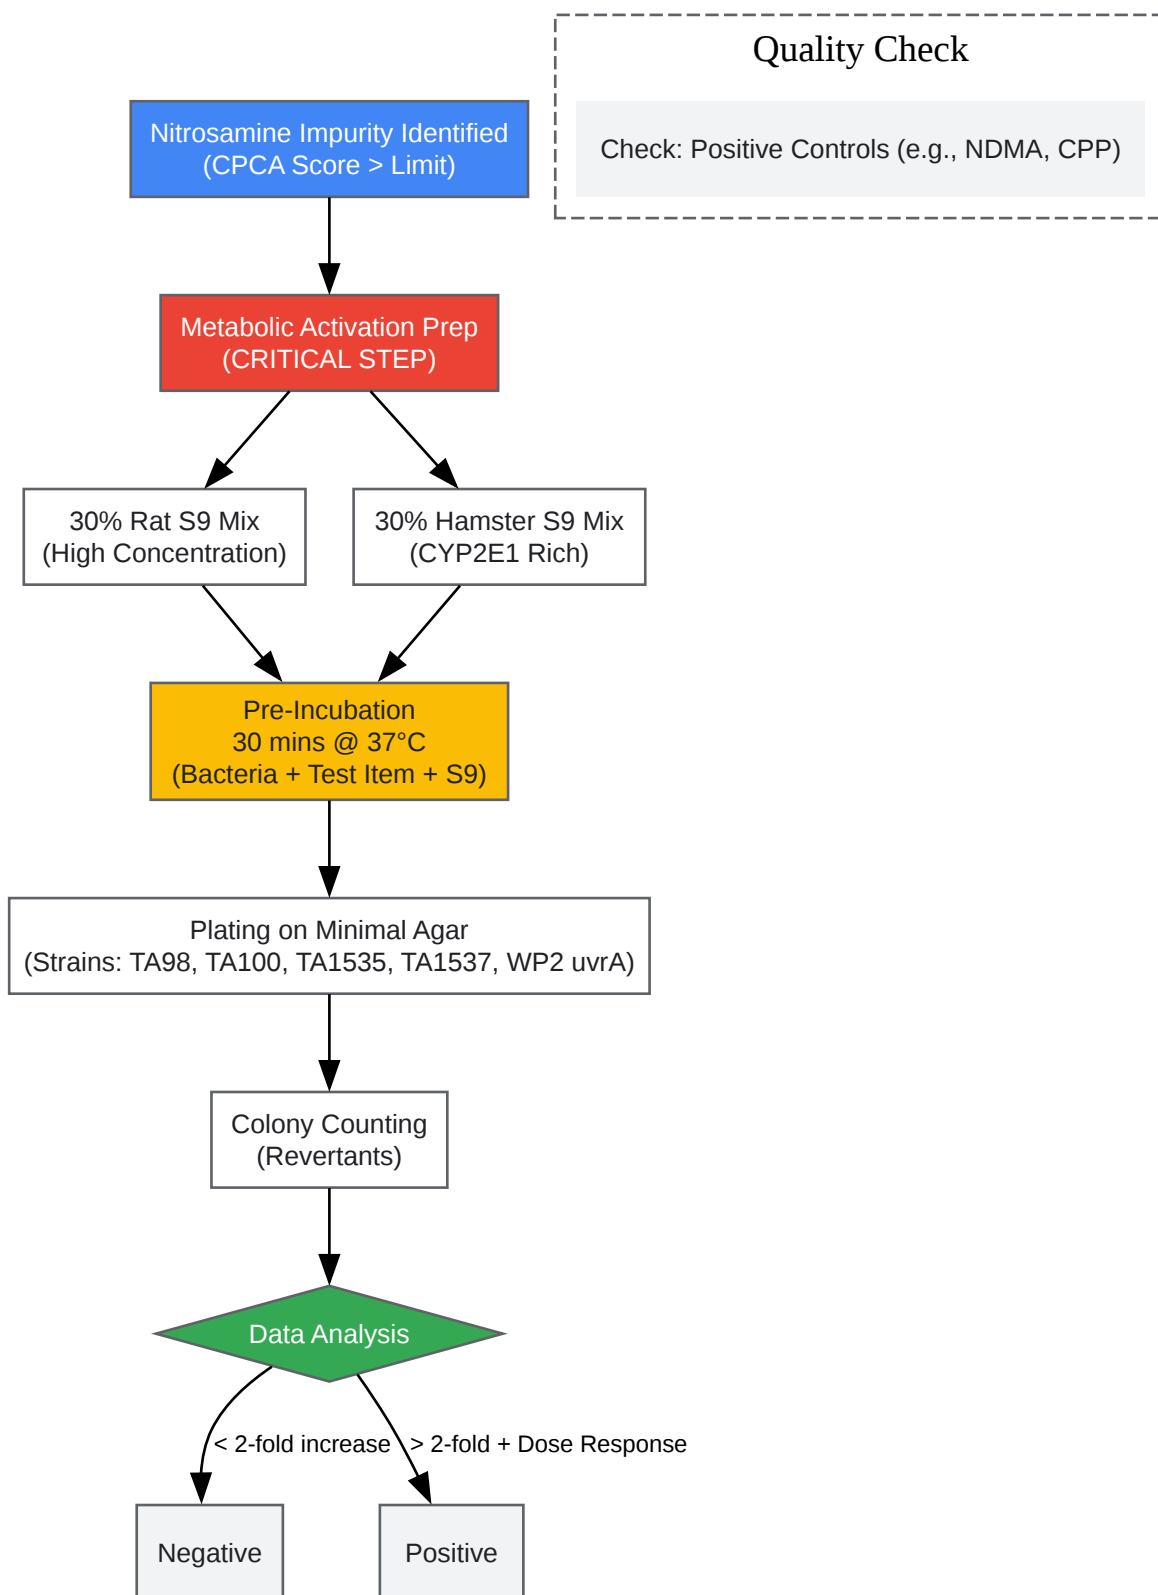 Quality Check
Check: Positive Controls (e.g., NDMA, CPP)
Nitrosamine Impurity Identified
(CPCA Score > Limit)
Metabolic Activation Prep
(CRITICAL STEP)
30% Rat S9 Mix
(High Concentration)
30% Hamster S9 Mix
(CYP2E1 Rich)
Pre-Incubation
30 mins @ 37°C
(Bacteria + Test Item + S9)
Plating on Minimal Agar
(Strains: TA98, TA100, TA1535, TA1537, WP2 uvrA)
Colony Counting
(Revertants)
Data Analysis
< 2-fold increase
> 2-fold + Dose Response
Negative
Positive